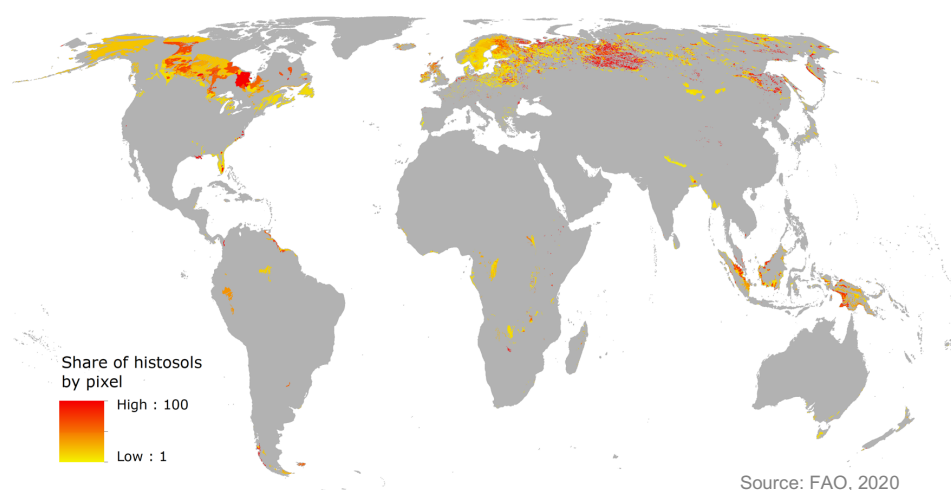 Share of histosols
by pixel
High : 100
Low : 1
Source: FAO, 2020